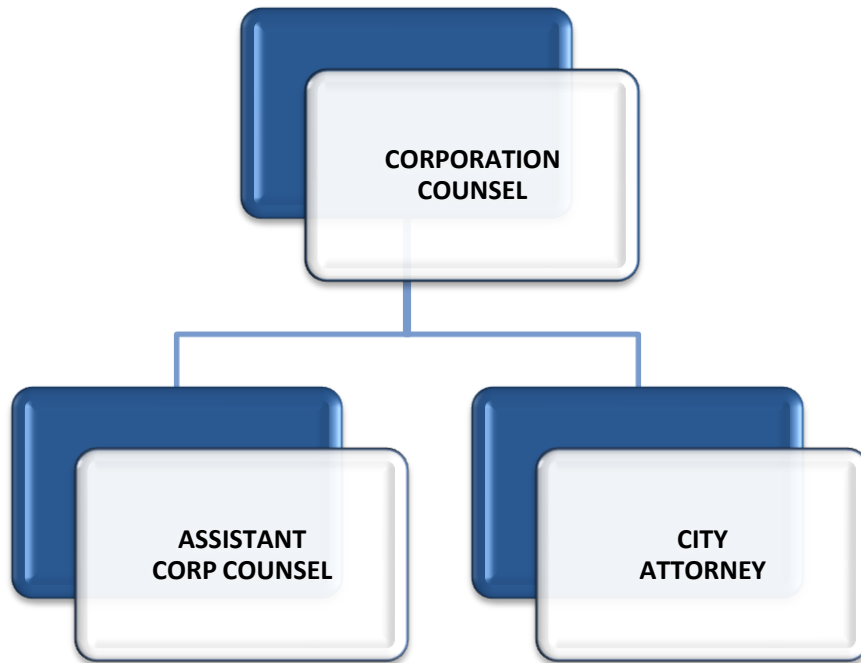 CORPORATION
COUNSEL
ASSISTANT
CORP COUNSEL
CITY
ATTORNEY